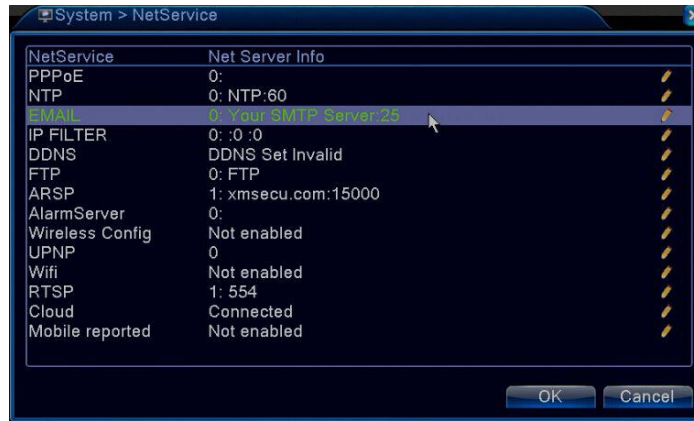 System > NetService
NetService Net Server Info
PPPoE 0:
NTP 0: NTP:60
EMAIL 0: Your SMTP Server:25
IP FILTER 0: :0 :0
DDNS DDNS Set Invalid
FTP 0: FTP
ARSP 1: xmsecu.com:15000
AlarmServer 0:
Wireless Config Not enabled
UPNP 0
Wifi Not enabled
RTSP 1: 554
Cloud Connected
Mobile reported Not enabled
OK Cancel